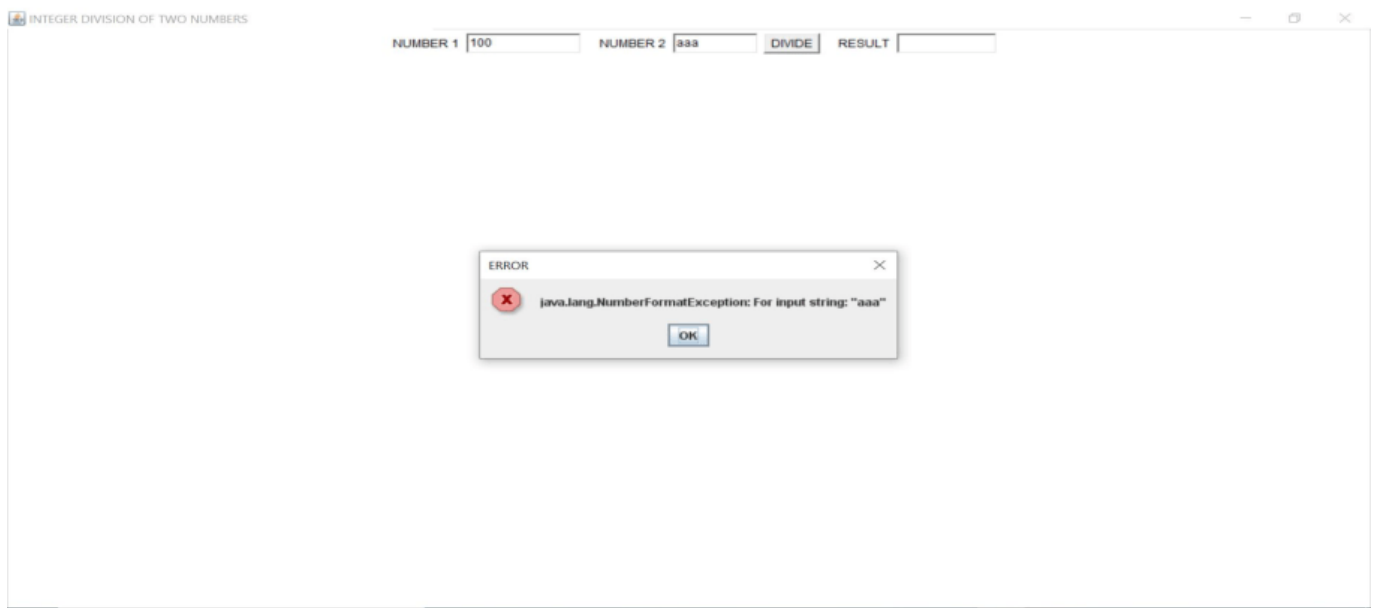 INTEGER DIVISION OF TWO NUMBERS
NUMBER 1 100 NUMBER 2 aaa DIVIDE RESULT
ERROR
java.lang.NumberFormatException: For input string: "aaa"
OK